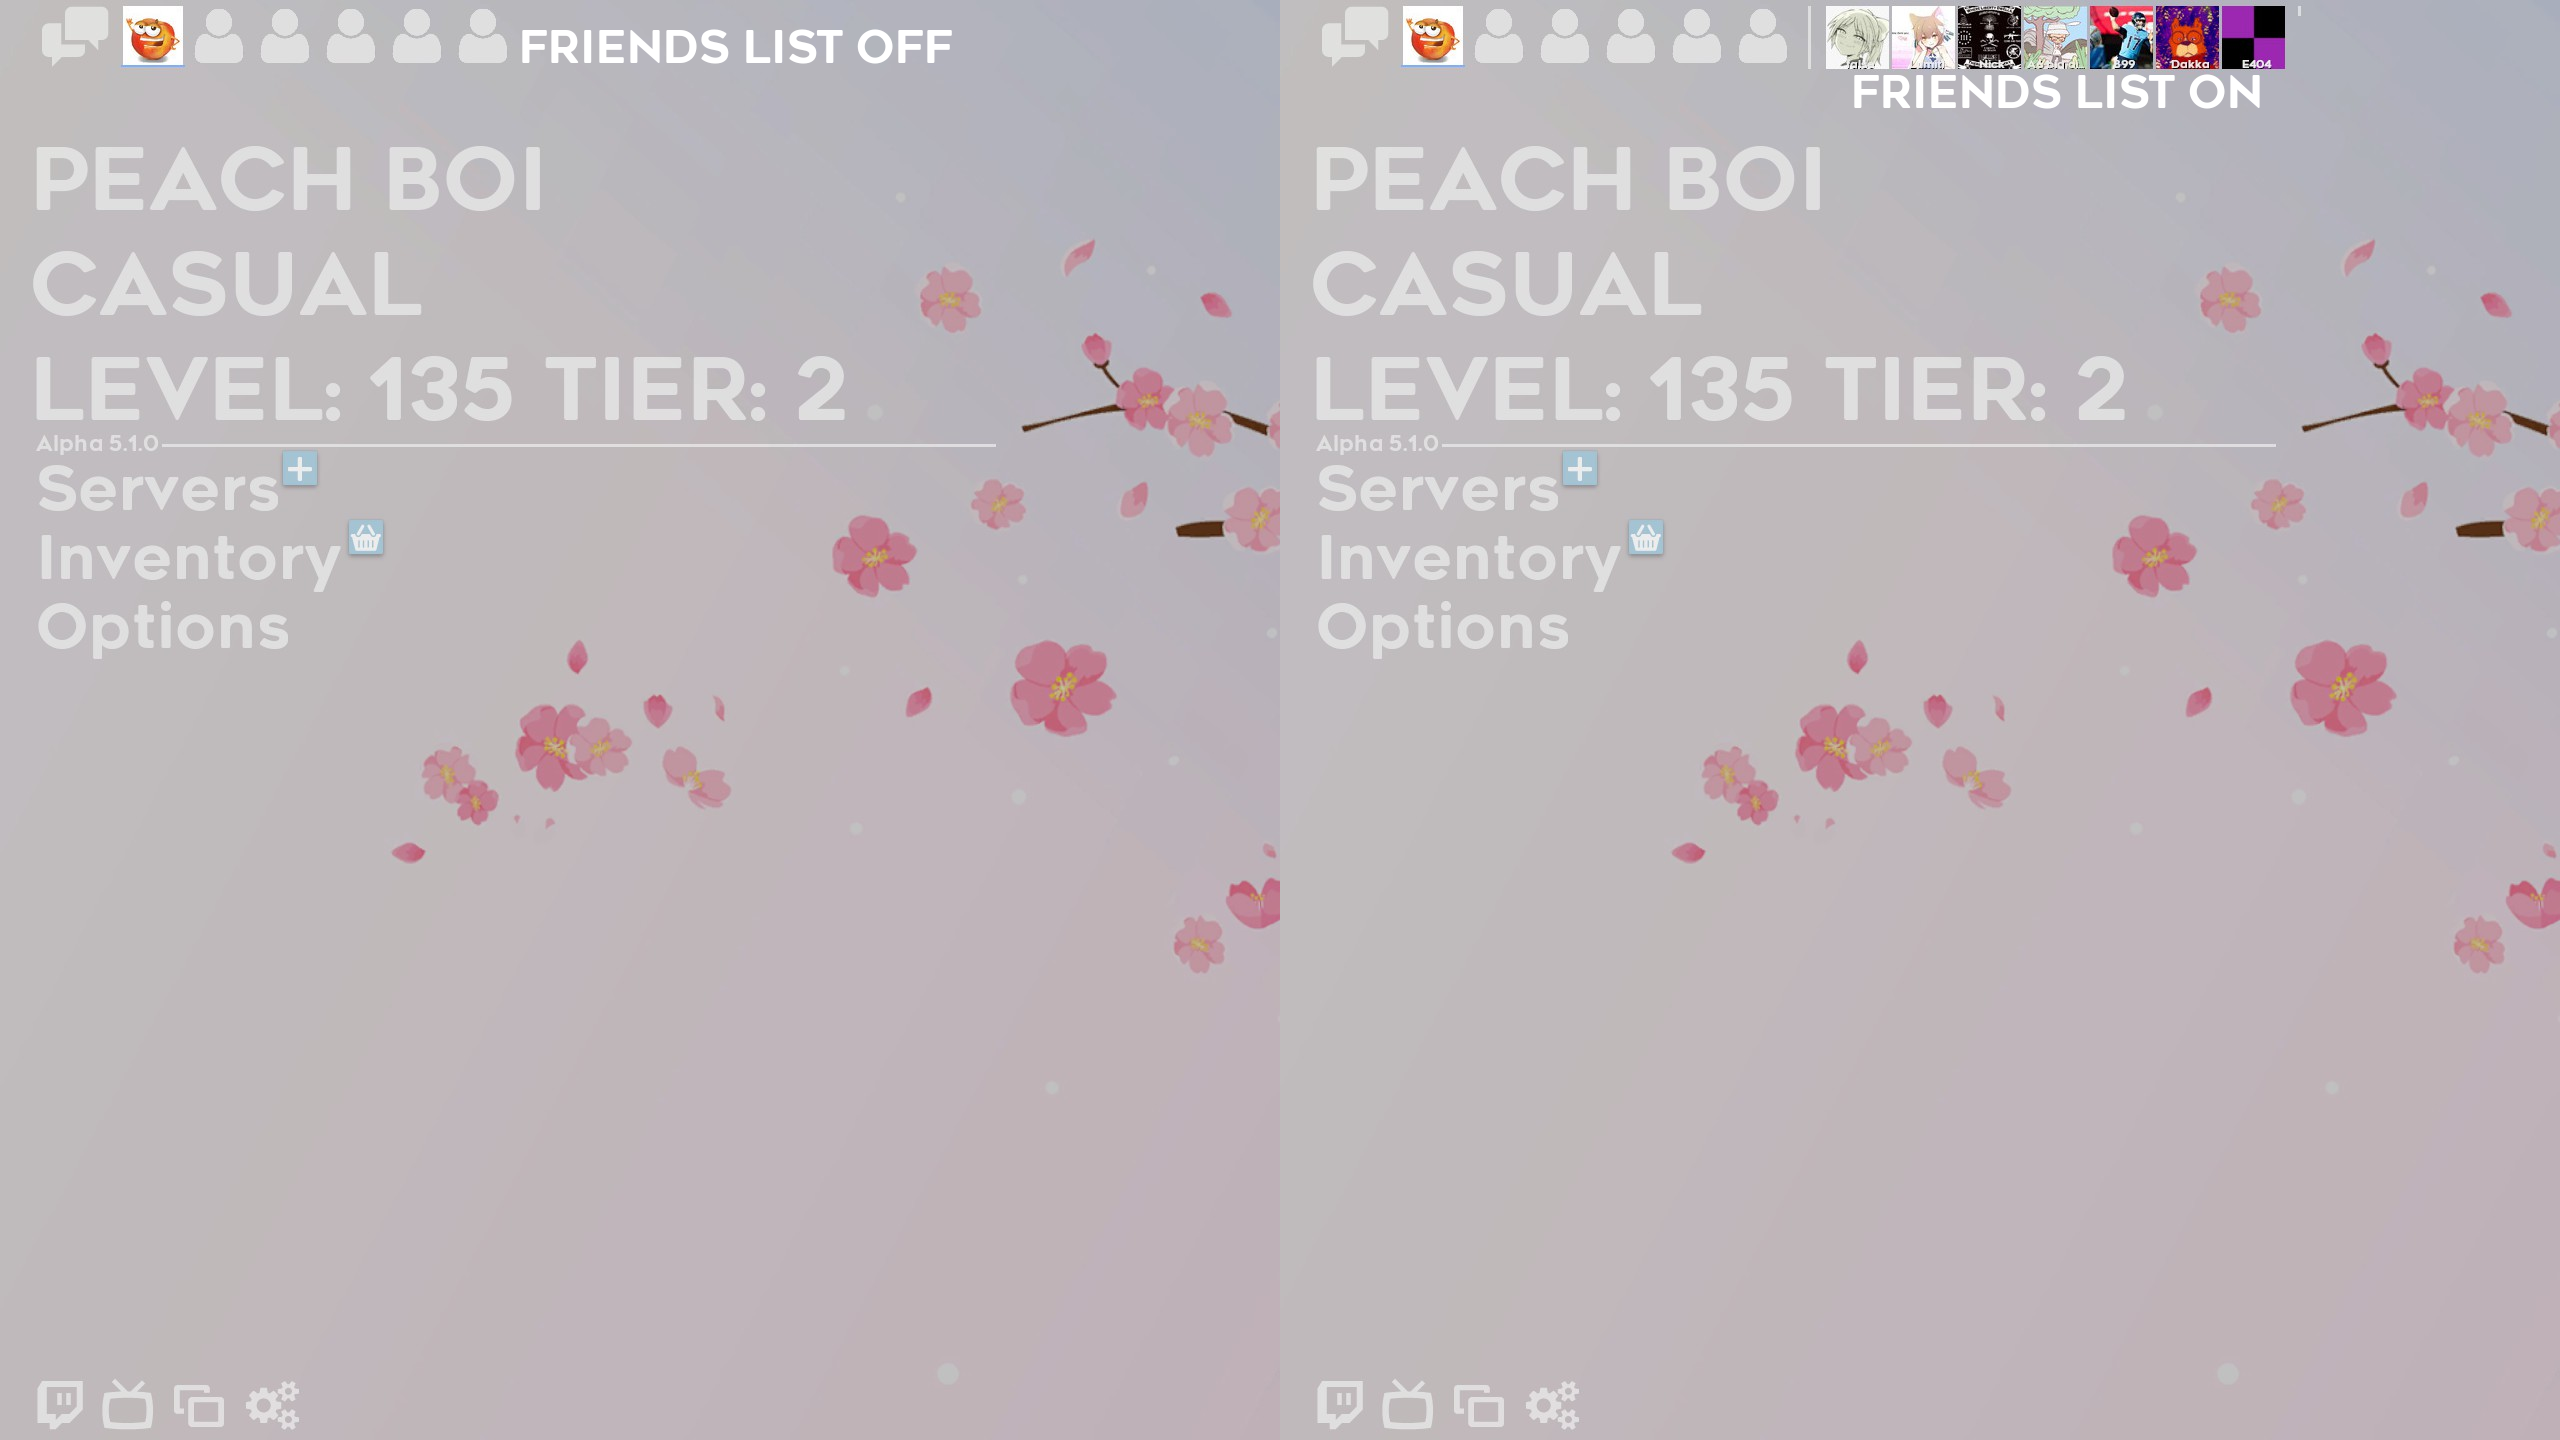 FRIENDS LIST OFF
PEACH BOI
CASUAL
LEVEL: 135 TIER: 2
Alpha 5.1.0
Servers
Inventory
Options
Nick
899
Dakka
E404
FRIENDS LIST ON
PEACH BOI
CASUAL
LEVEL: 135 TIER: 2
Alpha 5.1.0
Servers
Inventory
Options